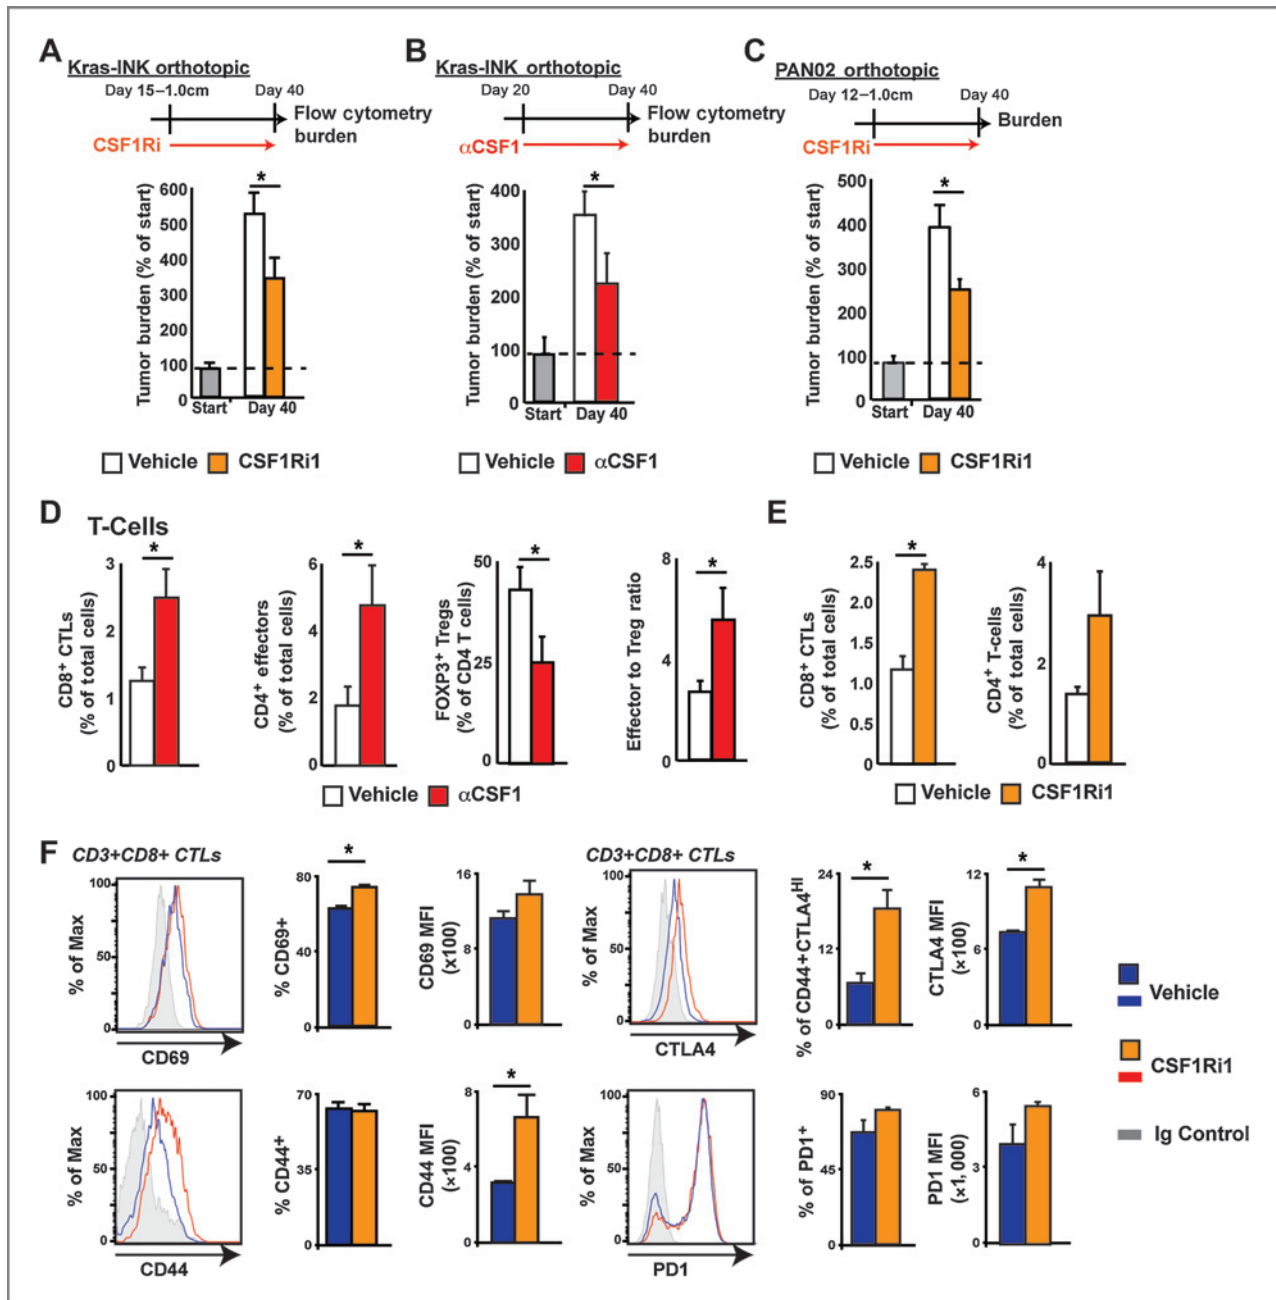 A
Kras-INK orthotopic
Day 15–1.0cm
Day 40
Flow cytometry
burden
CSF1Ri
Tumor burden (% of start)
600
500
400
300
200
100
0
*
Start
Day 40
Vehicle
CSF1Ri1
B
Kras-INK orthotopic
Day 20
Day 40
Flow cytometry
burden
αCSF1
Tumor burden (% of start)
400
300
200
100
0
*
Start
Day 40
Vehicle
αCSF1
C
PAN02 orthotopic
Day 12–1.0cm
Day 40
Burden
CSF1Ri
Tumor burden (% of start)
500
400
300
200
100
0
*
Start
Day 40
Vehicle
CSF1Ri1
D
T-Cells
CD8+ CTLs
(% of total cells)
3
2
1
0
*
CD4+ effectors
(% of total cells)
6
4
2
0
*
FOXP3+ Tregs
(% of CD4 T cells)
50
25
0
*
Effector to Treg ratio
8
4
0
*
Vehicle
αCSF1
E
CD8+ CTLs
(% of total cells)
2.5
2.0
1.5
1.0
0.5
0
*
CD4+ T-cells
(% of total cells)
4
2
0
Vehicle
CSF1Ri1
F
CD3+CD8+ CTLs
% of Max
100
50
0
CD69
% CD69+
80
60
40
0
*
CD69 MFI
(×100)
16
8
0
CD3+CD8+ CTLs
% of Max
100
50
0
CTLA4
% of CD44+CTLA4HI
24
12
0
*
CTLA4 MFI
(×100)
12
6
0
*
Vehicle
CSF1Ri1
Ig Control
% of Max
100
50
0
CD44
% CD44+
70
35
0
CD44 MFI
(×100)
8
4
0
*
% of Max
100
50
0
PD1
% of PD1+
90
45
0
PD1 MFI
(×1,000)
6
3
0